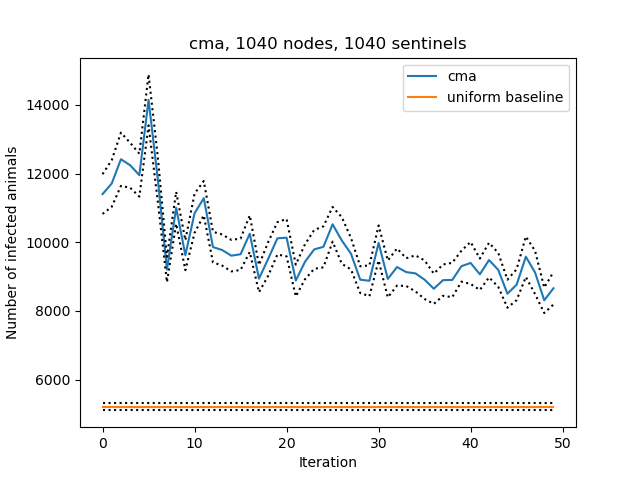 cma, 1040 nodes, 1040 sentinels
cma
uniform baseline
Number of infected animals
14000
12000
10000
8000
6000
0 10 20 30 40 50
Iteration